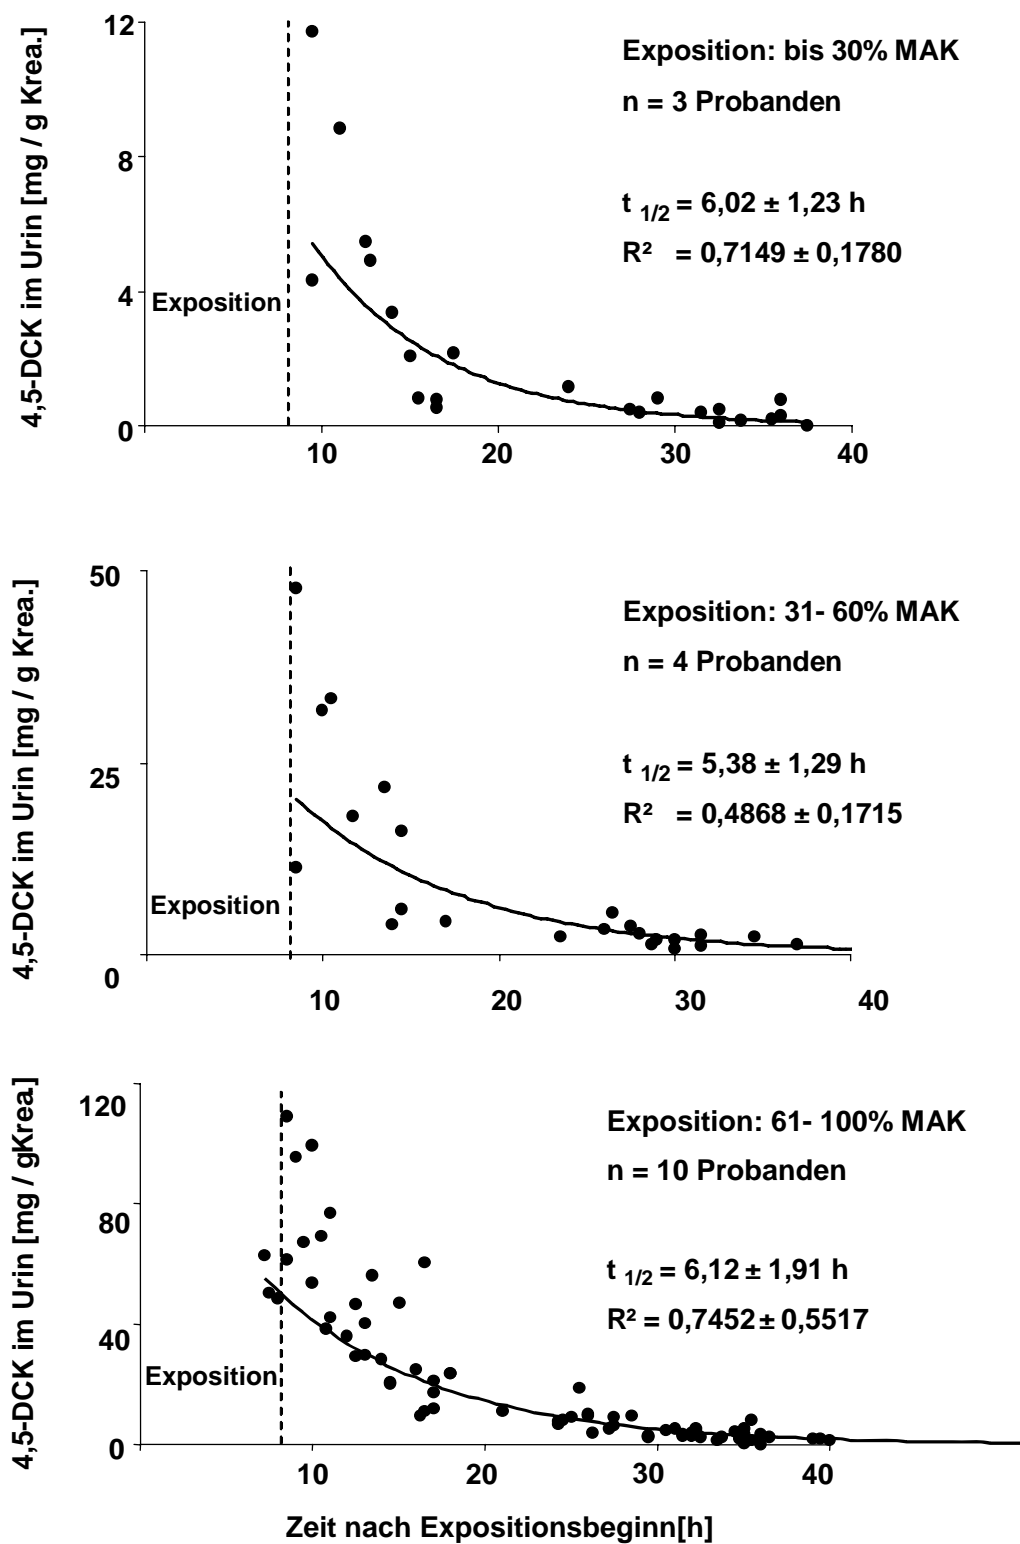 12
8
4
0
4,5-DCK im Urin [mg / g Krea.]
Exposition: bis 30% MAK
n = 3 Probanden
t 1/2 = 6,02 ± 1,23 h
R² = 0,7149 ± 0,1780
Exposition
10 20 30 40
50
25
0
4,5-DCK im Urin [mg / g Krea.]
Exposition: 31- 60% MAK
n = 4 Probanden
t 1/2 = 5,38 ± 1,29 h
R² = 0,4868 ± 0,1715
Exposition
10 20 30 40
120
80
40
0
4,5-DCK im Urin [mg / gKrea.]
Exposition: 61- 100% MAK
n = 10 Probanden
t 1/2 = 6,12 ± 1,91 h
R² = 0,7452 ± 0,5517
Exposition
10 20 30 40
Zeit nach Expositionsbeginn[h]